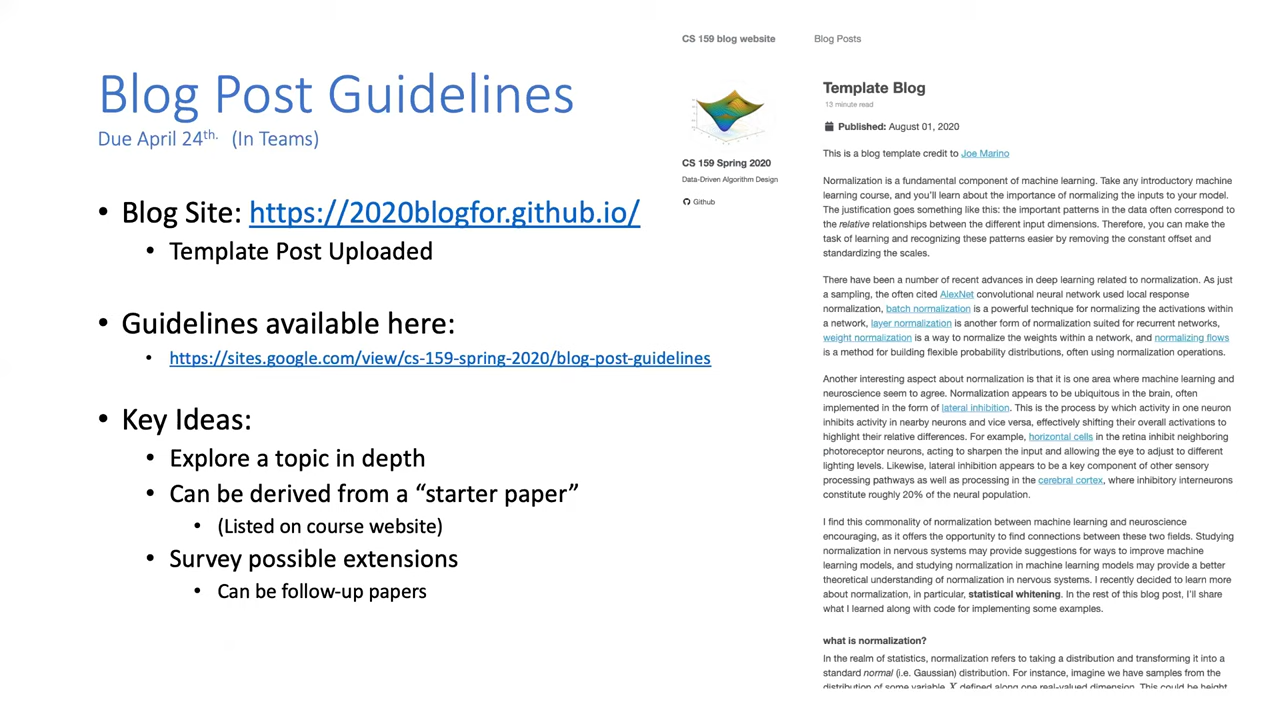 Blog Post Guidelines
Due April 24th. (In Teams)
• Blog Site: https://2020blogfor.github.io/
• Template Post Uploaded
• Guidelines available here:
• https://sites.google.com/view/cs-159-spring-2020/blog-post-guidelines
• Key Ideas:
• Explore a topic in depth
• Can be derived from a “starter paper”
• (Listed on course website)
• Survey possible extensions
• Can be follow-up papers
CS 159 blog website
Blog Posts
CS 159 Spring 2020
Data-Driven Algorithm Design
Github
Template Blog
13 minute read
Published: August 01, 2020
This is a blog template credit to Joe Marino
Normalization is a fundamental component of machine learning. Take any introductory machine
learning course, and you’ll learn about the importance of normalizing the inputs to your model.
The justification goes something like this: the important patterns in the data often correspond to
the relative relationships between the different input dimensions. Therefore, you can make the
task of learning and recognizing these patterns easier by removing the constant offset and
standardizing the scales.
There have been a number of recent advances in deep learning related to normalization. As just
a sampling, the often cited AlexNet convolutional neural network used local response
normalization, batch normalization is a powerful technique for normalizing the activations within
a network, layer normalization is another form of normalization suited for recurrent networks,
weight normalization is a way to normalize the weights within a network, and normalizing flows
is a method for building flexible probability distributions, often using normalization operations.
Another interesting aspect about normalization is that it is one area where machine learning and
neuroscience seem to agree. Normalization appears to be ubiquitous in the brain, often
implemented in the form of lateral inhibition. This is the process by which activity in one neuron
inhibits activity in nearby neurons and vice versa, effectively shifting their overall activations to
highlight their relative differences. For example, horizontal cells in the retina inhibit neighboring
photoreceptor neurons, acting to sharpen the input and allowing the eye to adjust to different
lighting levels. Likewise, lateral inhibition appears to be a key component of other sensory
processing pathways as well as processing in the cerebral cortex, where inhibitory interneurons
constitute roughly 20% of the neural population.
I find this commonality of normalization between machine learning and neuroscience
encouraging, as it offers the opportunity to find connections between these two fields. Studying
normalization in nervous systems may provide suggestions for ways to improve machine
learning models, and studying normalization in machine learning models may provide a better
theoretical understanding of normalization in nervous systems. I recently decided to learn more
about normalization, in particular, statistical whitening. In the rest of this blog post, I’ll share
what I learned along with code for implementing some examples.
what is normalization?
In the realm of statistics, normalization refers to taking a distribution and transforming it into a
standard normal (i.e. Gaussian) distribution. For instance, imagine we have samples from the
distribution of some variable X defined along one real-valued dimension. This could be height